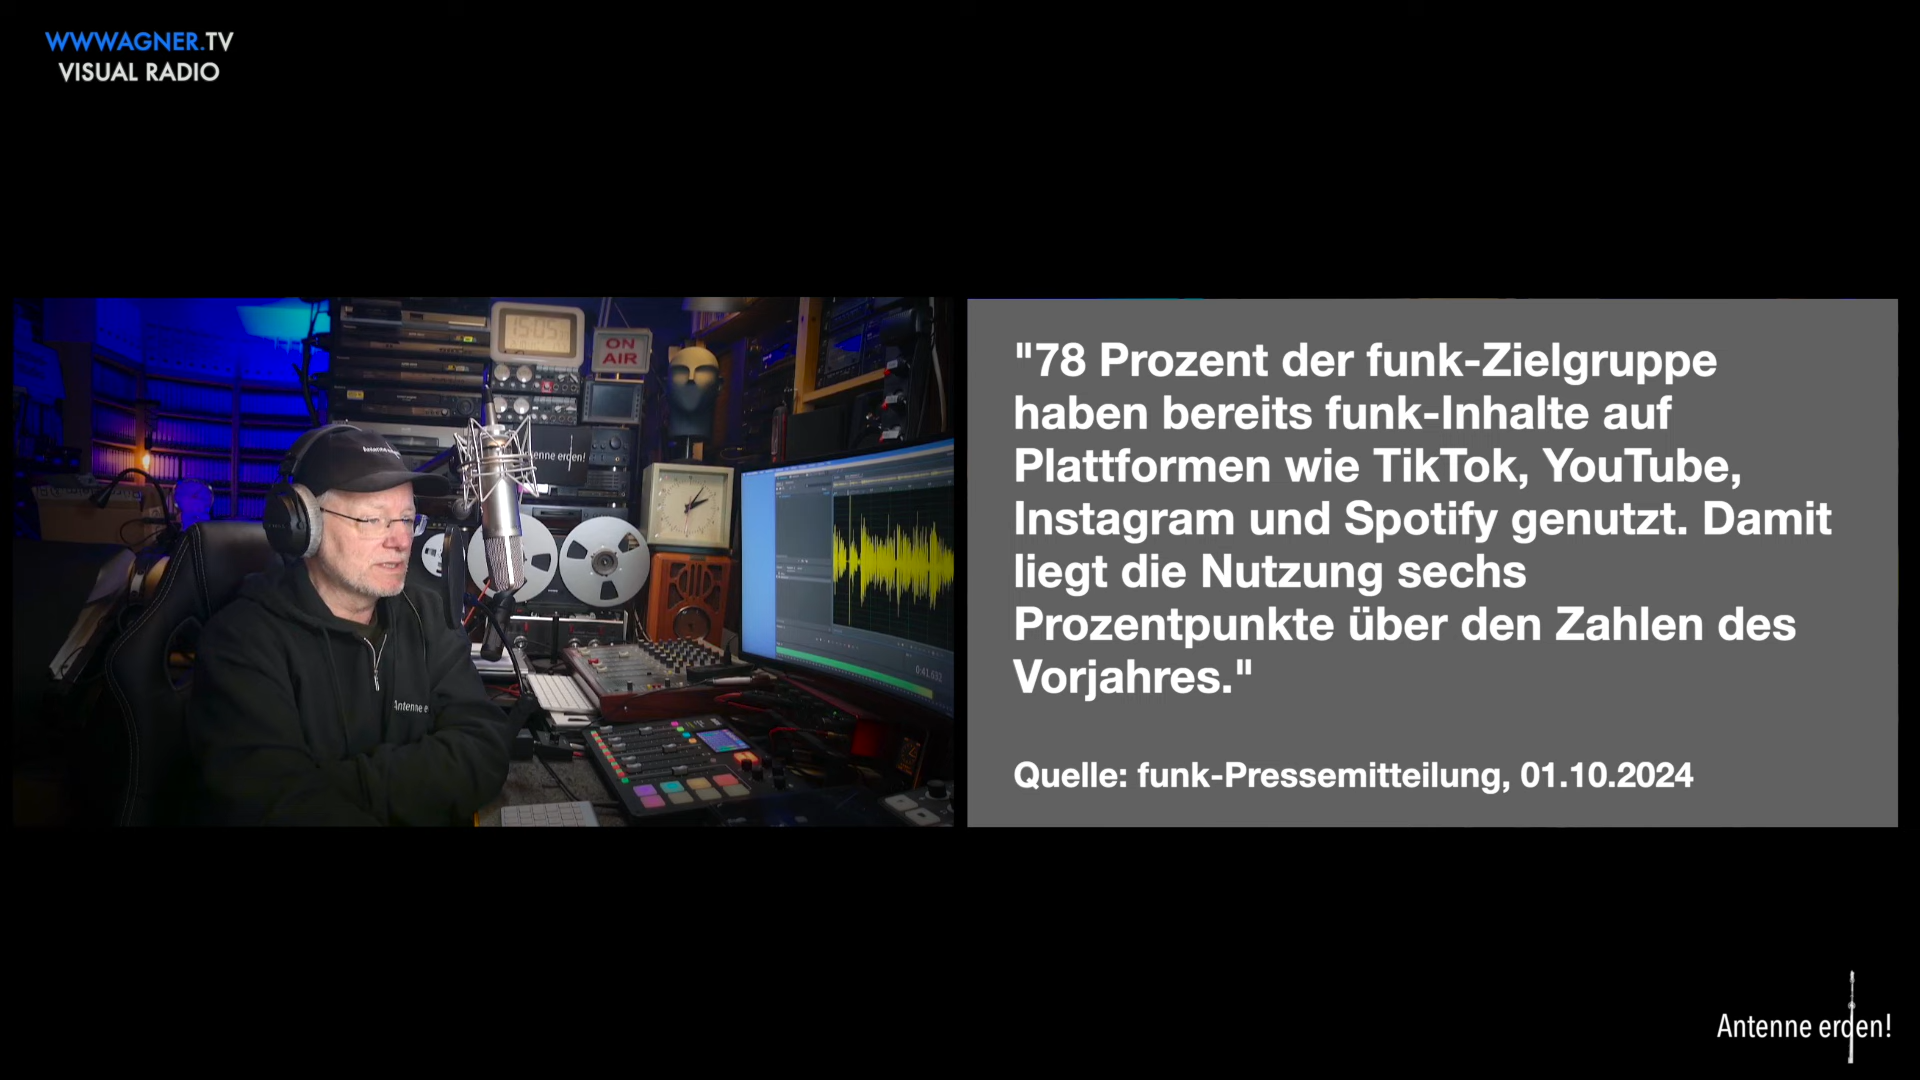 WWWAGNER.TV
VISUAL RADIO
ON
AIR
Antenne e
"78 Prozent der funk-Zielgruppe
haben bereits funk-Inhalte auf
Plattformen wie TikTok, YouTube,
Instagram und Spotify genutzt. Damit
liegt die Nutzung sechs
Prozentpunkte über den Zahlen des
Vorjahres."
Quelle: funk-Pressemitteilung, 01.10.2024
Antenne erden!